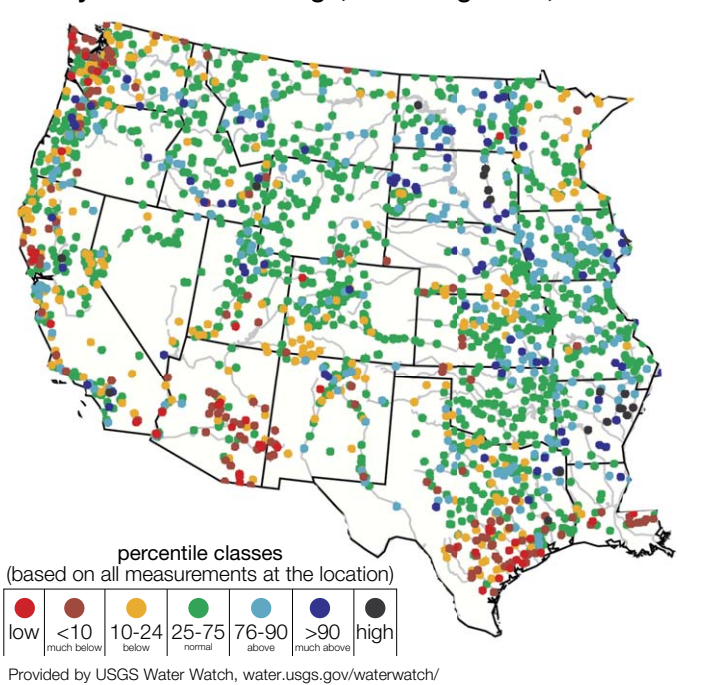 percentile classes
(based on all measurements at the location)
low <10 10-24 25-75 76-90 >90 high
much below below normal above much above
Provided by USGS Water Watch, water.usgs.gov/waterwatch/